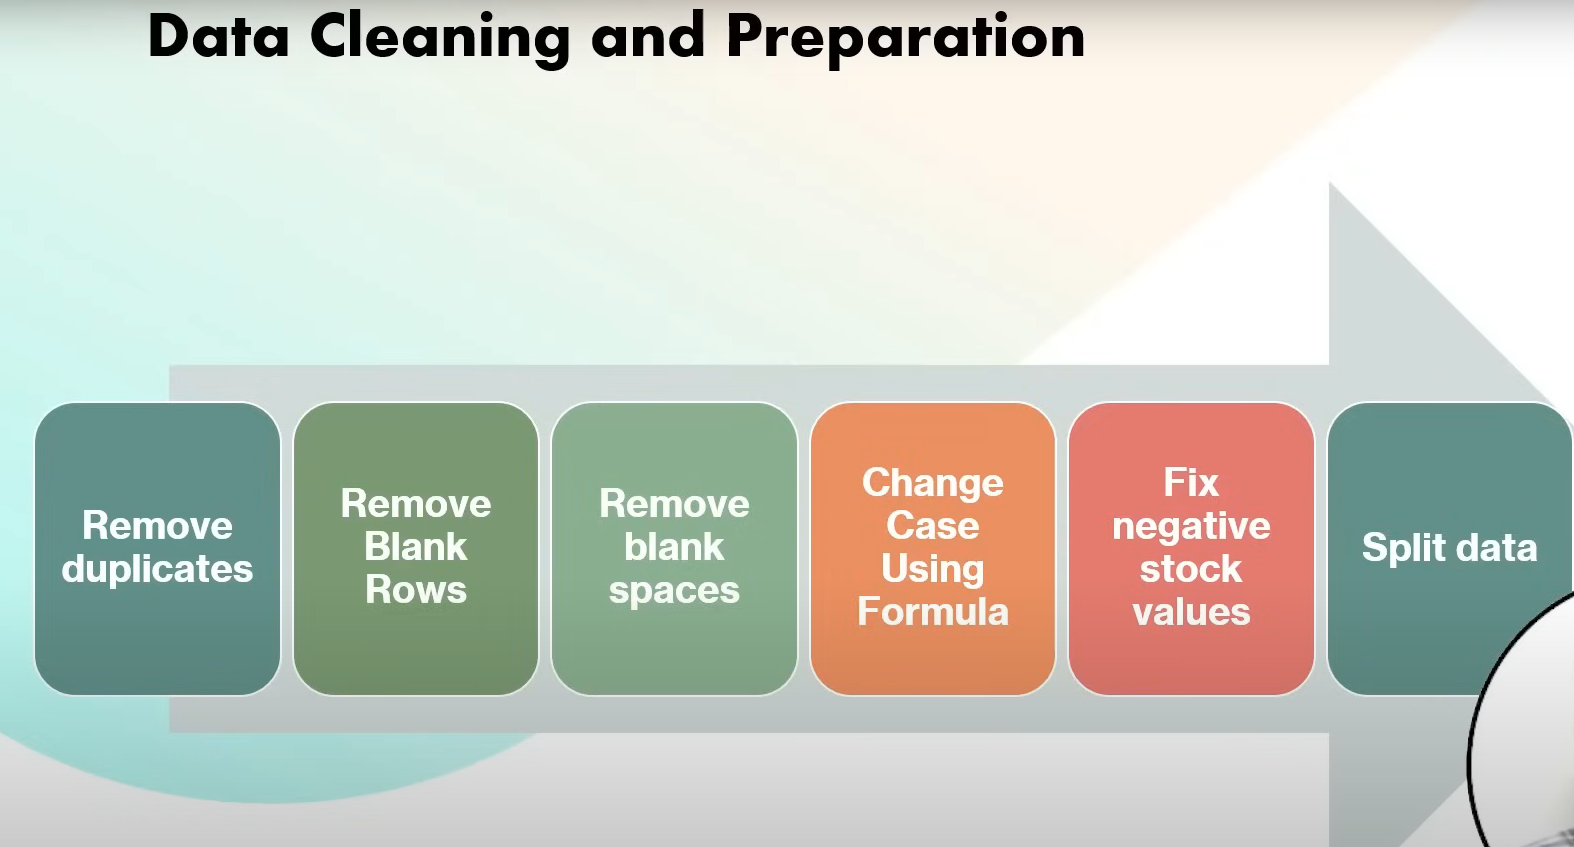 Data Cleaning and Preparation
Remove
duplicates
Remove
Blank
Rows
Remove
blank
spaces
Change
Case
Using
Formula
Fix
negative
stock
values
Split data